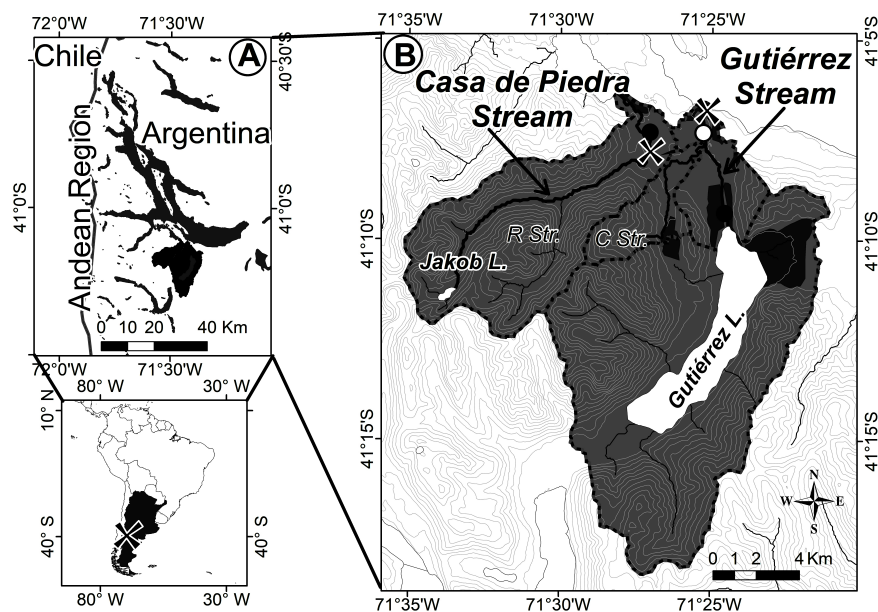 72°0'W 71°30'W
Chile
A
40°30'S
Argentina
Andean Region
41°0'S
41°0'S
0 10 20 40 Km
72°0'W 71°30'W
80° W 30° W
10° N
40° S
40° S
80° W 30° W
71°35'W 71°30'W 71°25'W
B
41°5'S
Casa de Piedra
Stream
Gutiérrez
Stream
R Str.
C Str.
Jakob L.
41°10'S
41°10'S
Gutiérrez L.
41°15'S
41°15'S
N
W E
S
0 1 2 4 Km
71°35'W 71°30'W 71°25'W